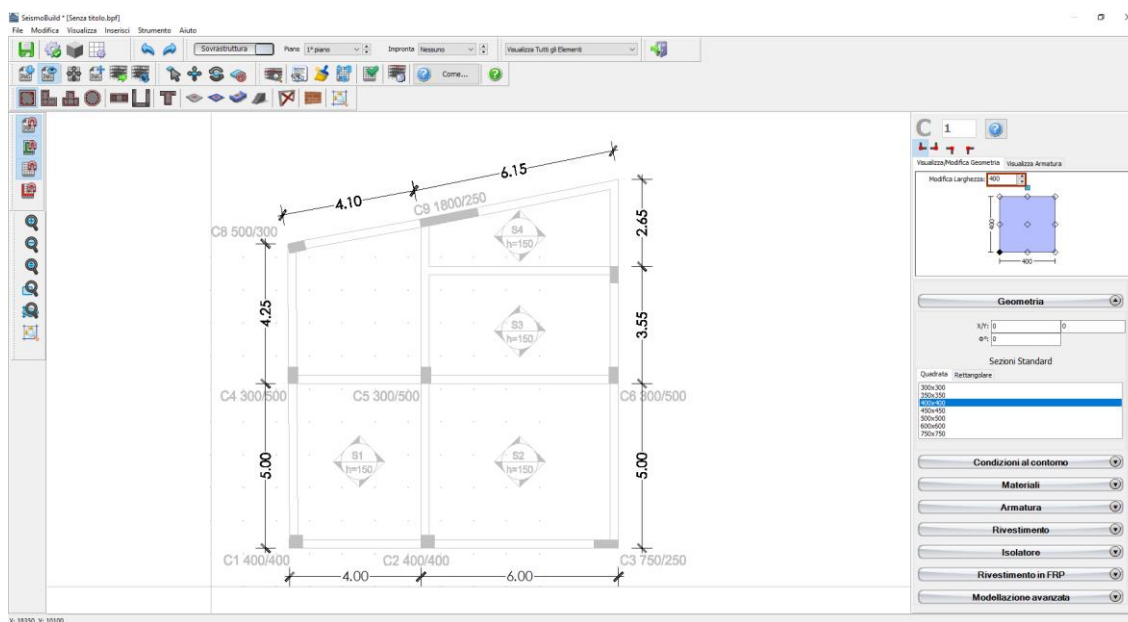 SeismoBuild * [Senza titolo.bpf]
File Modifica Visualizza Inserisci Strumento Aiuto
Sovrastruttura Piano 1° piano Impronta Nessuno Visualizza Tutti gli Elementi
Come...
C 1
Visualizza/Modifica Geometria Visualizza Armatura
Modifica Larghezza: 400
400
400
Geometria
X/Y: 0 0
Φº: 0
Sezioni Standard
Quadrata Rettangolare
300x300
350x350
400x400
450x450
500x500
600x600
750x750
Condizioni al contorno
Materiali
Armatura
Rivestimento
Isolatore
Rivestimento in FRP
Modellazione avanzata
6.15
4.10
C9 1800/250
C8 500/300
S4
h=150
2.65
4.25
S3
h=150
3.55
C4 300/500
C5 300/500
C6 300/500
S1
h=150
S2
h=150
5.00
5.00
C1 400/400
C2 400/400
C3 750/250
4.00
6.00
X: 18350 Y: 10100